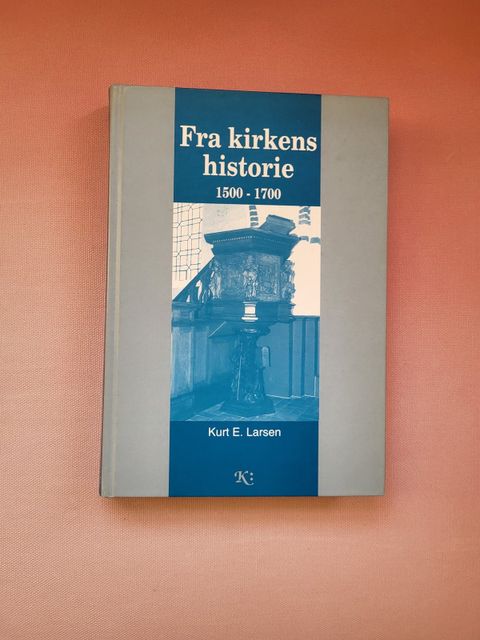 Fra kirkens
historie
1500 - 1700
Kurt E. Larsen
K: